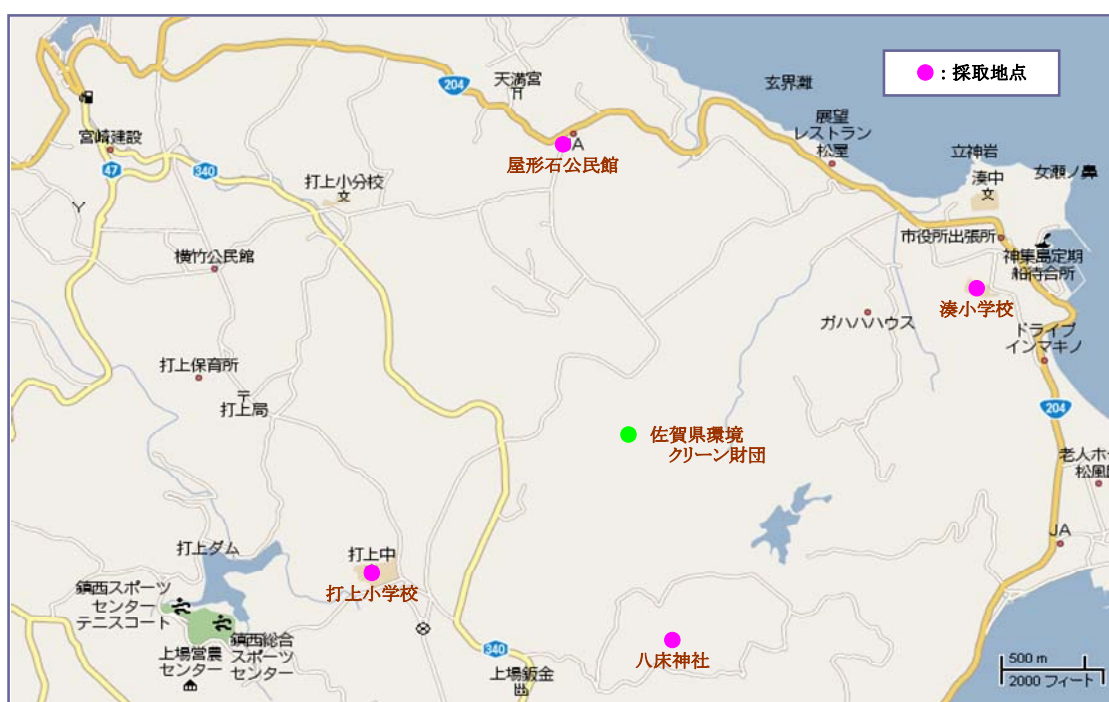 ：採取地点
玄界灘
204
天満宮
展望
レストラン
松屋
宮崎建設
47
340
A
屋形石公民館
立神岩
女瀬ノ鼻
湊中
文
打上小分校
文
市役所出張所
神集島定期
船待合所
横竹公民館
湊小学校
ガハハハウス
ドライブ
インマキノ
打上保育所
〒
打上局
204
佐賀県環境
クリーン財団
老人ホ
松風
JA
打上ダム
打上中
打上小学校
鎮西スポーツ
センター
テニスコート
鎮西総合
スポーツ
センター
上場営農
センター
340
上場鈑金
八床神社
500 m
2000 フィート